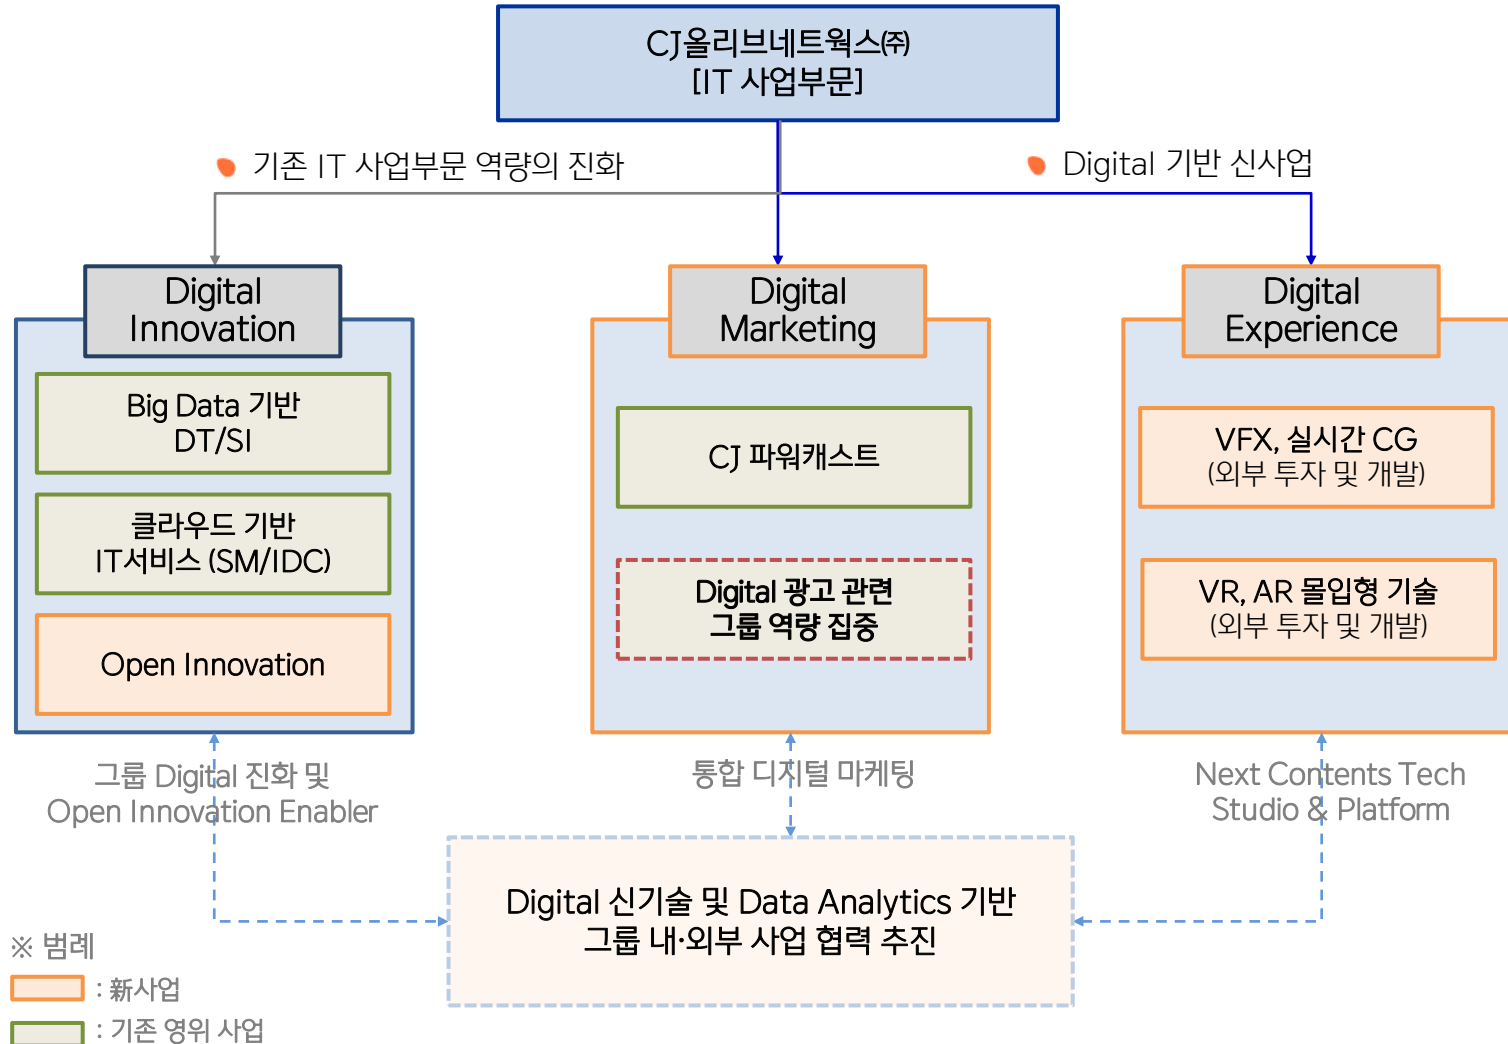 CJ올리브네트웍스㈜
[IT 사업부문]
기존 IT 사업부문 역량의 진화
Digital 기반 신사업
Digital
Innovation
Big Data 기반
DT/SI
클라우드 기반
IT서비스 (SM/IDC)
Open Innovation
그룹 Digital 진화 및
Open Innovation Enabler
Digital
Marketing
CJ 파워캐스트
Digital 광고 관련
그룹 역량 집중
통합 디지털 마케팅
Digital
Experience
VFX, 실시간 CG
(외부 투자 및 개발)
VR, AR 몰입형 기술
(외부 투자 및 개발)
Next Contents Tech
Studio & Platform
Digital 신기술 및 Data Analytics 기반
그룹 내·외부 사업 협력 추진
※ 범례
: 新사업
: 기존 영위 사업